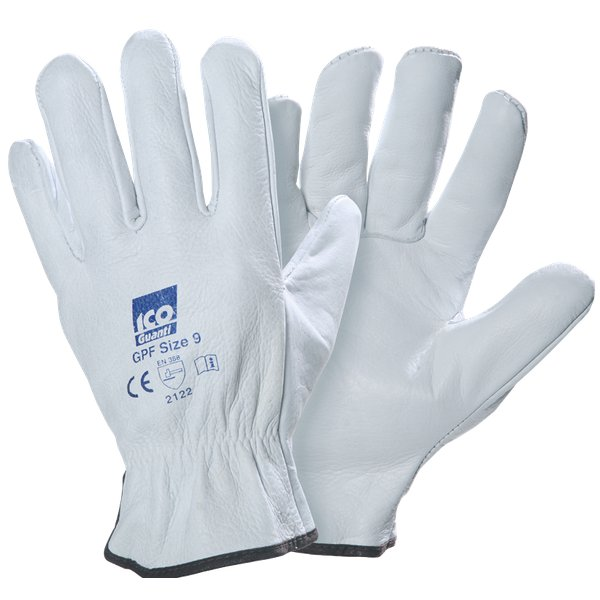 ICO
Guanti
GPF Size 9
CE
EN 388
2122